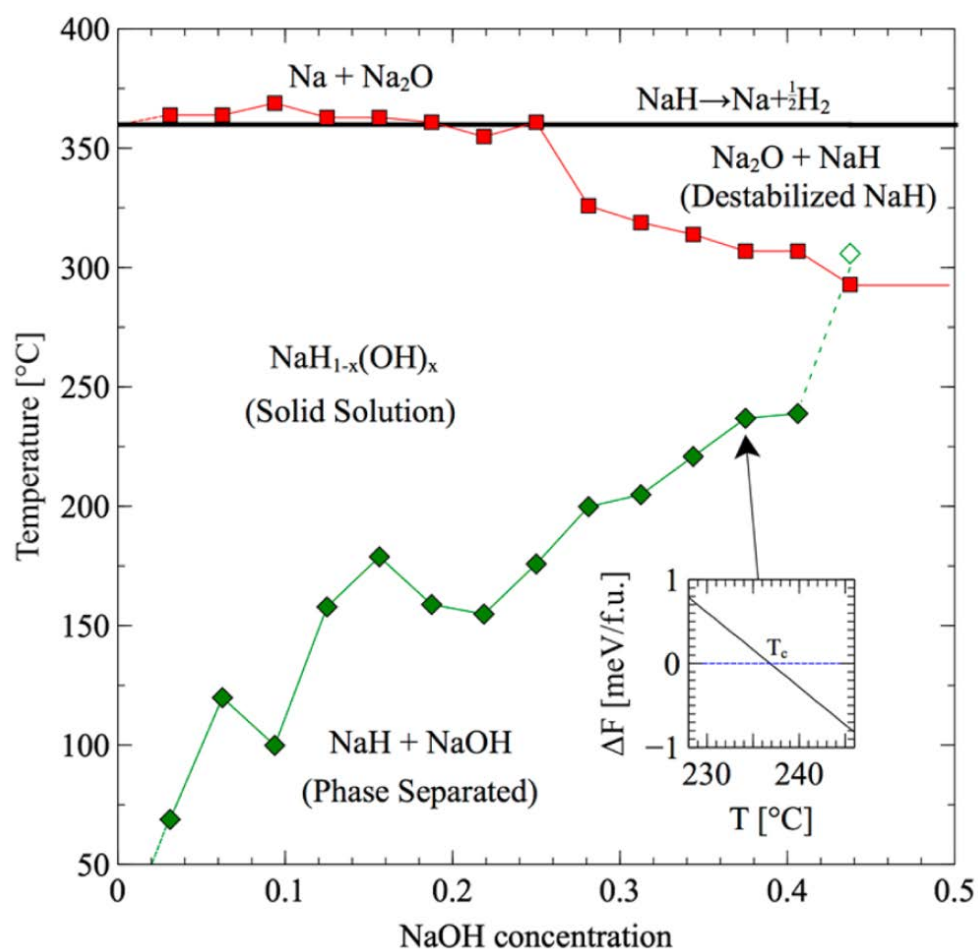 400
Na + Na₂O
NaH→Na+½H₂
350
Na₂O + NaH
(Destabilized NaH)
300
NaH₁₋ₓ(OH)ₓ
(Solid Solution)
250
200
150
100
50
Temperature [°C]
NaH + NaOH
(Phase Separated)
1
0
−1
ΔF [meV/f.u.]
T꜀
230 240
T [°C]
0 0.1 0.2 0.3 0.4 0.5
NaOH concentration